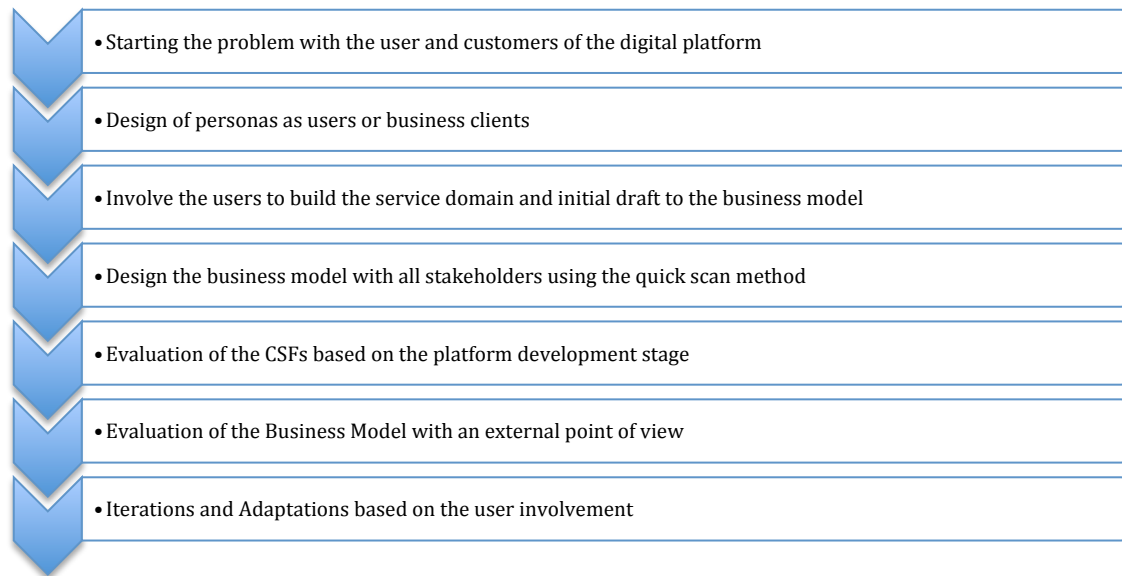 •Starting the problem with the user and customers of the digital platform
•Design of personas as users or business clients
•Involve the users to build the service domain and initial draft to the business model
•Design the business model with all stakeholders using the quick scan method
•Evaluation of the CSFs based on the platform development stage
•Evaluation of the Business Model with an external point of view
•Iterations and Adaptations based on the user involvement